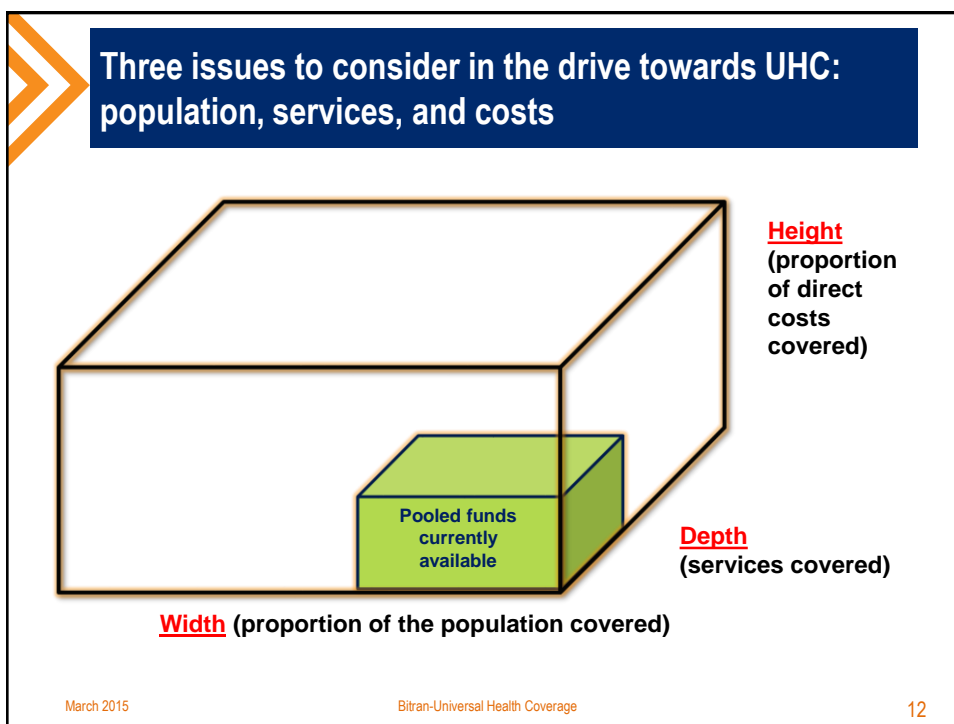 Three issues to consider in the drive towards UHC:
population, services, and costs
Height
(proportion
of direct
costs
covered)
Pooled funds
currently
available
Depth
(services covered)
Width (proportion of the population covered)
March 2015
Bitran-Universal Health Coverage
12